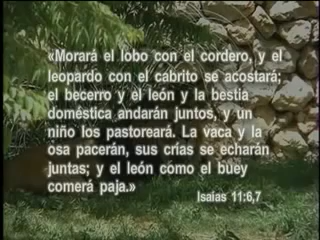 «Morará el lobo con el cordero, y el
leopardo con el cabrito se acostará;
el becerro y el león y la bestia
doméstica andarán juntos, y un
niño los pastoreará. La vaca y la
osa pacerán, sus crías se echarán
juntas; y el león como el buey
comerá paja.»
Isaías 11:6,7